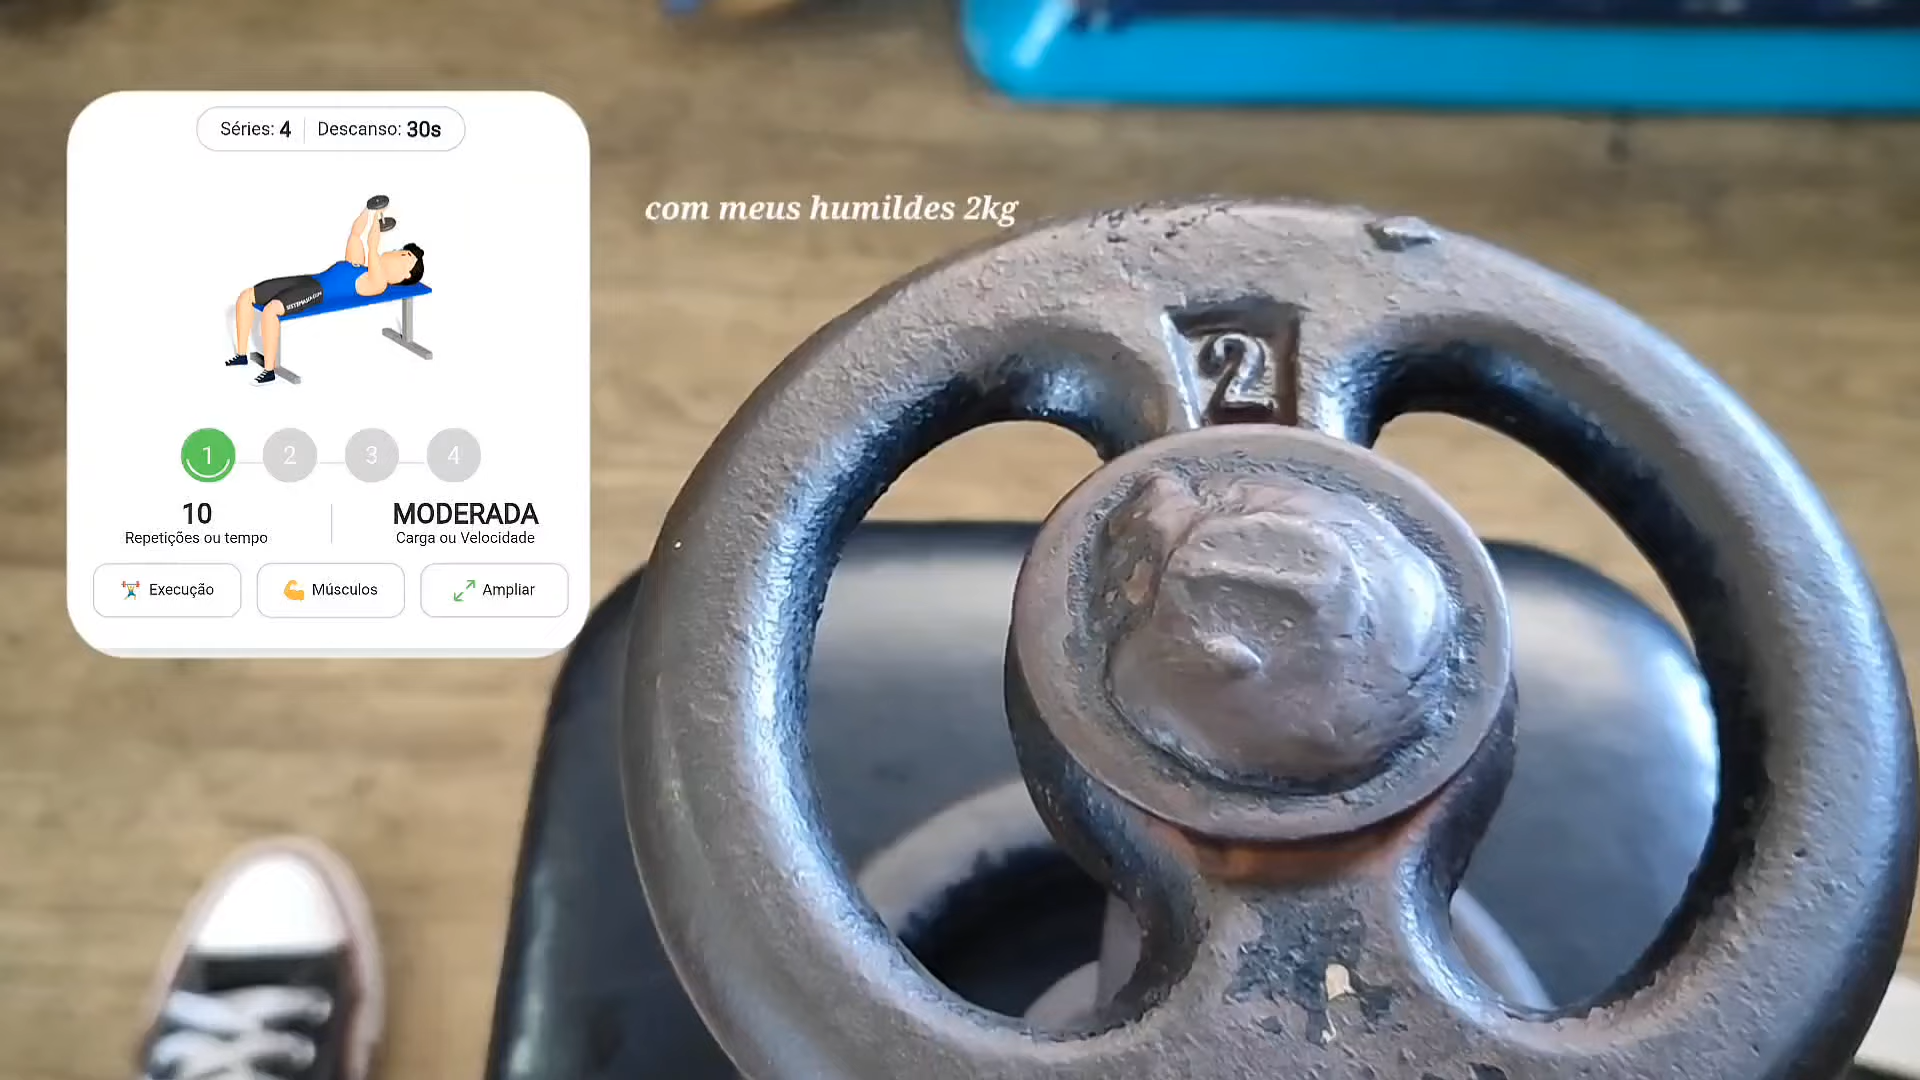 Séries: 4 Descanso: 30s
com meus humildes 2kg
2
1 2 3 4
10 MODERADA
Repetições ou tempo Carga ou Velocidade
Execução Músculos Ampliar